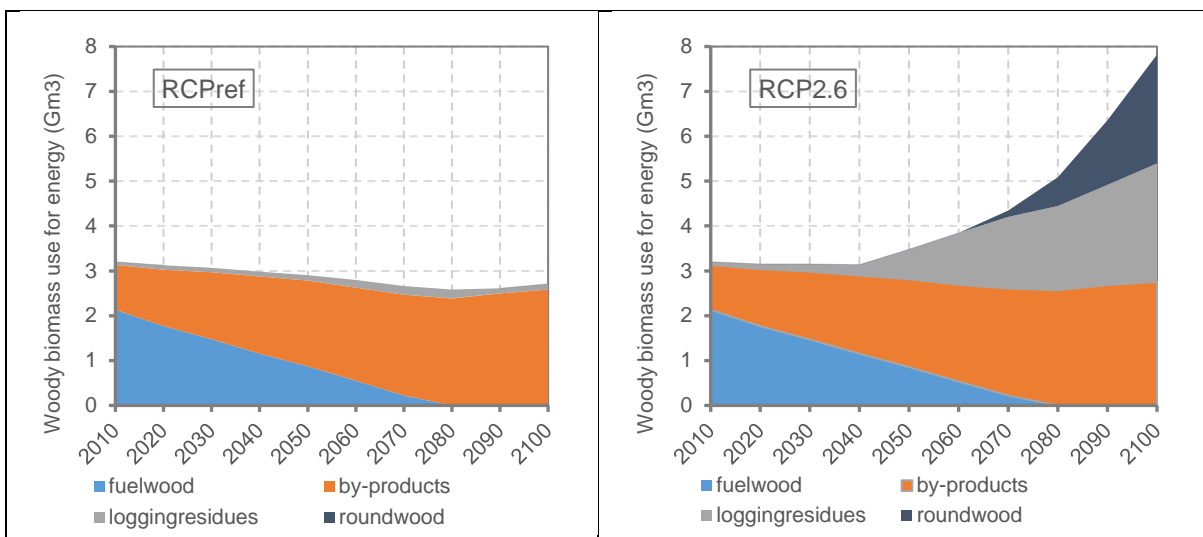 Woody biomass use for energy (Gm3)
8
7
6
5
4
3
2
1
0
RCPref
2010 2020 2030 2040 2050 2060 2070 2080 2090 2100
fuelwood by-products
loggingresidues roundwood
Woody biomass use for energy (Gm3)
8
7
6
5
4
3
2
1
0
RCP2.6
2010 2020 2030 2040 2050 2060 2070 2080 2090 2100
fuelwood by-products
loggingresidues roundwood